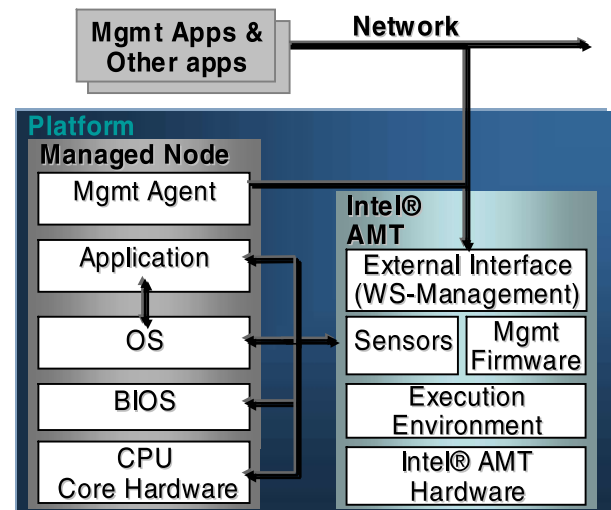 Mgmt Apps &
Other apps
Network
Platform
Managed Node
Mgmt Agent
Application
OS
BIOS
CPU
Core Hardware
Intel®
AMT
External Interface
(WS-Management)
Sensors
Mgmt
Firmware
Execution
Environment
Intel® AMT
Hardware